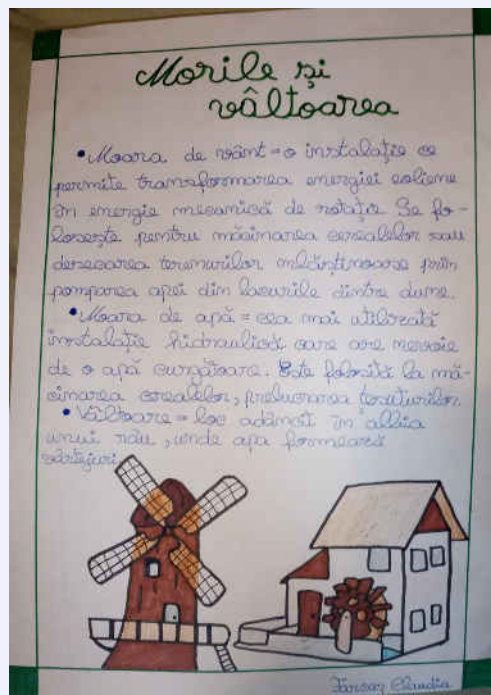 Morile și
vâltoarea
• Moara de vânt = o instalație ce
permite transformarea energiei eoliene
în energie mecanică de rotație. Se fo-
losește pentru măcinarea cerealelor sau
desecarea terenurilor mlăștinoase prin
pomparea apei din lacurile dintre dune.
• Moara de apă = cea mai utilizată
instalație hidraulică care are nevoie
de o apă curgătoare. Este folosită la mă-
cinarea cerealelor, prelucrarea țesuturilor.
• Vâltoare = loc adâncit în albia
unui râu, unde apa formează
vârtejuri
Claudia